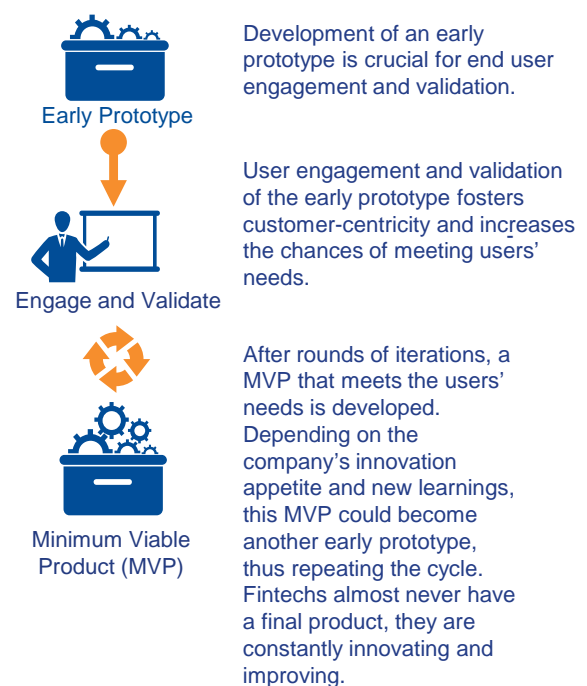 Development of an early
prototype is crucial for end user
engagement and validation.
Early Prototype
User engagement and validation
of the early prototype fosters
customer-centricity and increases
the chances of meeting users’
needs.
Engage and Validate
After rounds of iterations, a
MVP that meets the users’
needs is developed.
Depending on the
company’s innovation
appetite and new learnings,
this MVP could become
another early prototype,
thus repeating the cycle.
Fintechs almost never have
a final product, they are
constantly innovating and
improving.
Minimum Viable
Product (MVP)